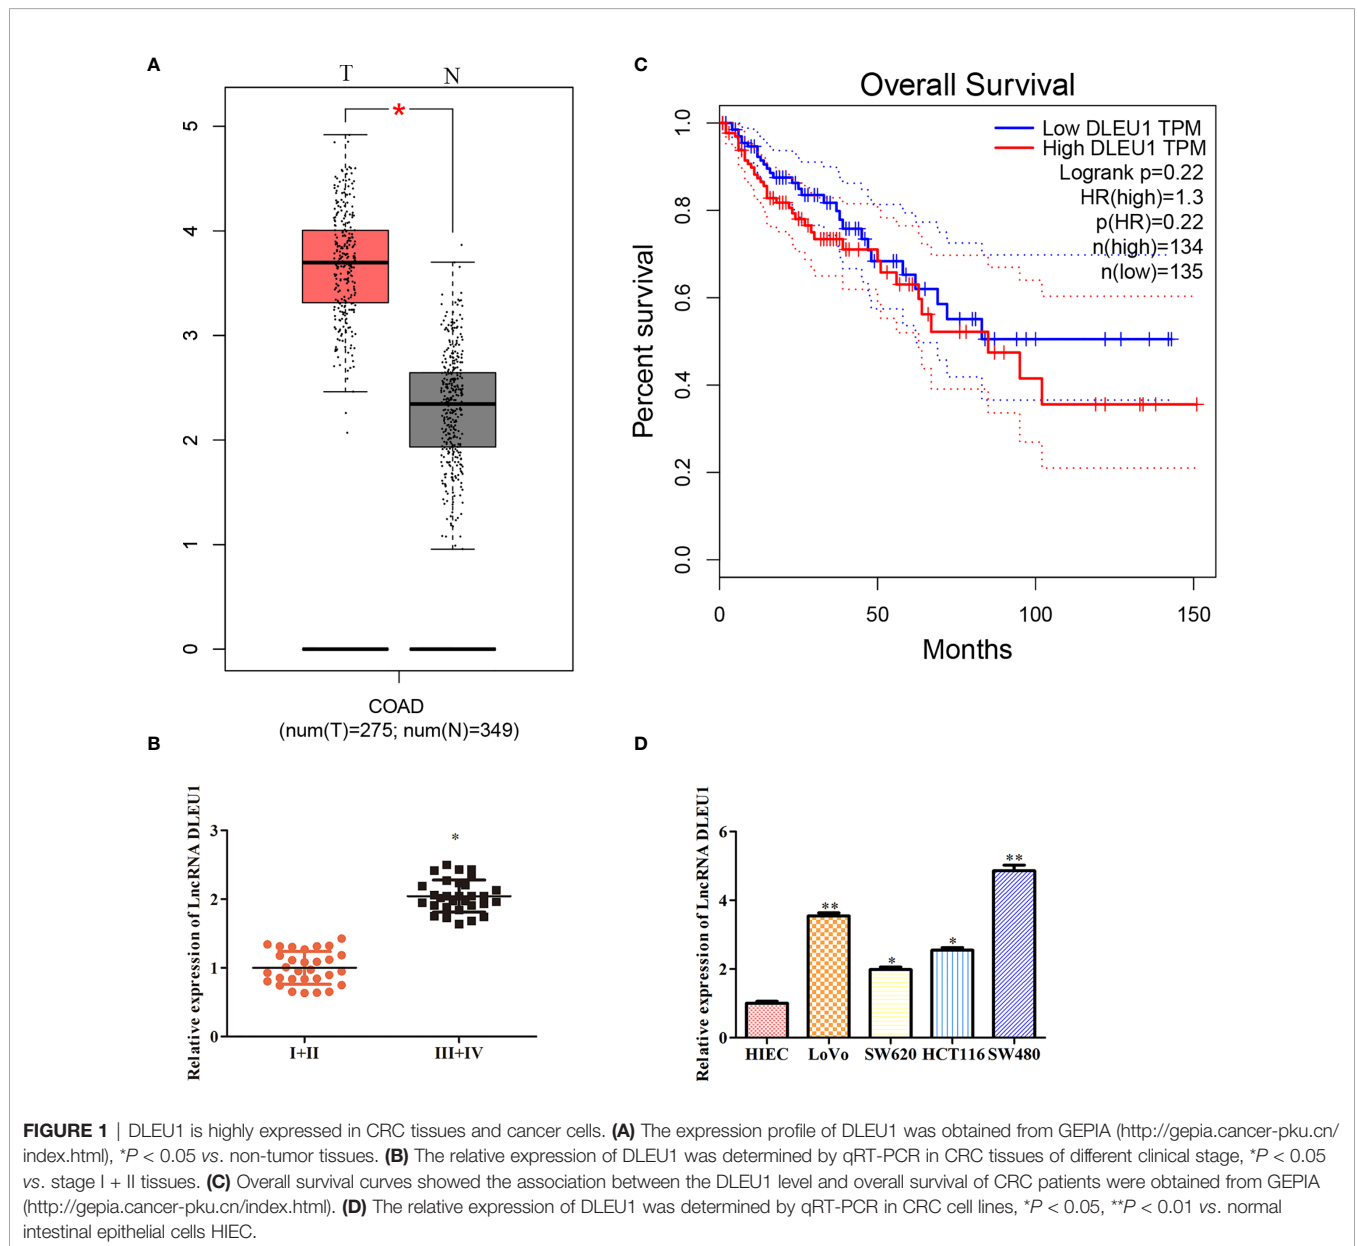 A
T N
*
5
4
3
2
1
0
COAD
(num(T)=275; num(N)=349)
C
Overall Survival
Low DLEU1 TPM
High DLEU1 TPM
Logrank p=0.22
HR(high)=1.3
p(HR)=0.22
n(high)=134
n(low)=135
Percent survival
1.0
0.8
0.6
0.4
0.2
0.0
0 50 100 150
Months
B
Relative expression of LncRNA DLEU1
3
2
1
0
*
I+II III+IV
D
Relative expression of LncRNA DLEU1
6
4
2
0
** * * **
HIEC LoVo SW620 HCT116 SW480
FIGURE 1 | DLEU1 is highly expressed in CRC tissues and cancer cells. (A) The expression profile of DLEU1 was obtained from GEPIA (http://gepia.cancer-pku.cn/
index.html), *P < 0.05 vs. non-tumor tissues. (B) The relative expression of DLEU1 was determined by qRT-PCR in CRC tissues of different clinical stage, *P < 0.05
vs. stage I + II tissues. (C) Overall survival curves showed the association between the DLEU1 level and overall survival of CRC patients were obtained from GEPIA
(http://gepia.cancer-pku.cn/index.html). (D) The relative expression of DLEU1 was determined by qRT-PCR in CRC cell lines, *P < 0.05, **P < 0.01 vs. normal
intestinal epithelial cells HIEC.